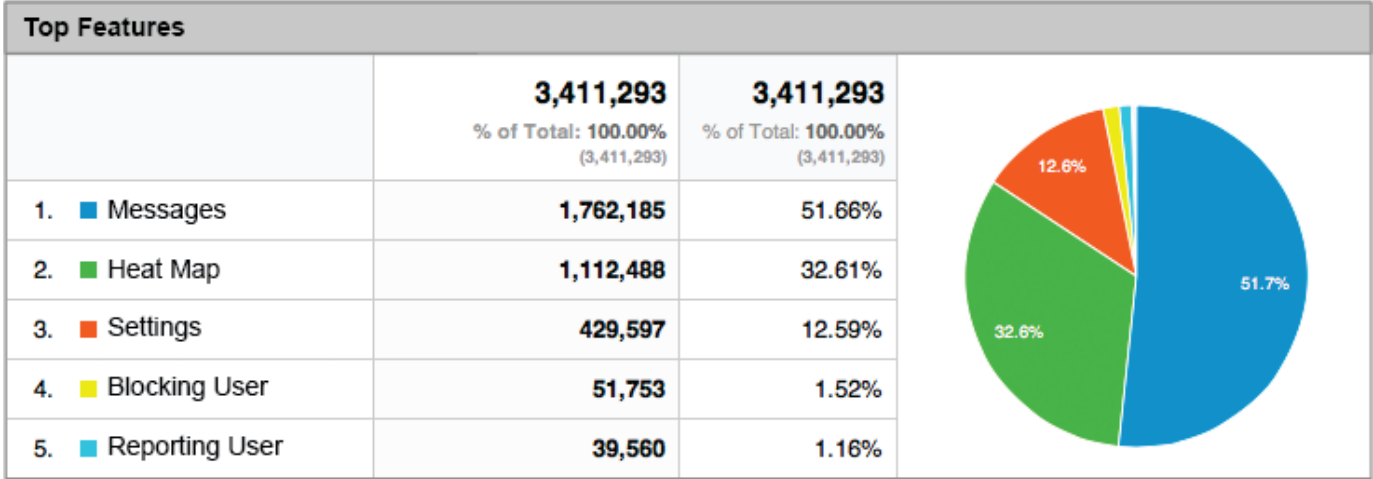 Top Features
3,411,293 3,411,293
% of Total: 100.00% % of Total: 100.00%
(3,411,293) (3,411,293)
1. Messages 1,762,185 51.66%
2. Heat Map 1,112,488 32.61%
3. Settings 429,597 12.59%
4. Blocking User 51,753 1.52%
5. Reporting User 39,560 1.16%
12.6%
51.7%
32.6%